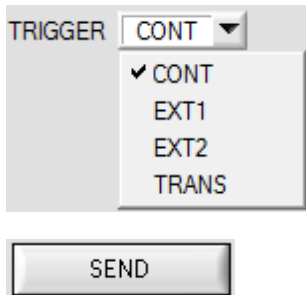 TRIGGER CONT
CONT
EXT1
EXT2
TRANS
SEND